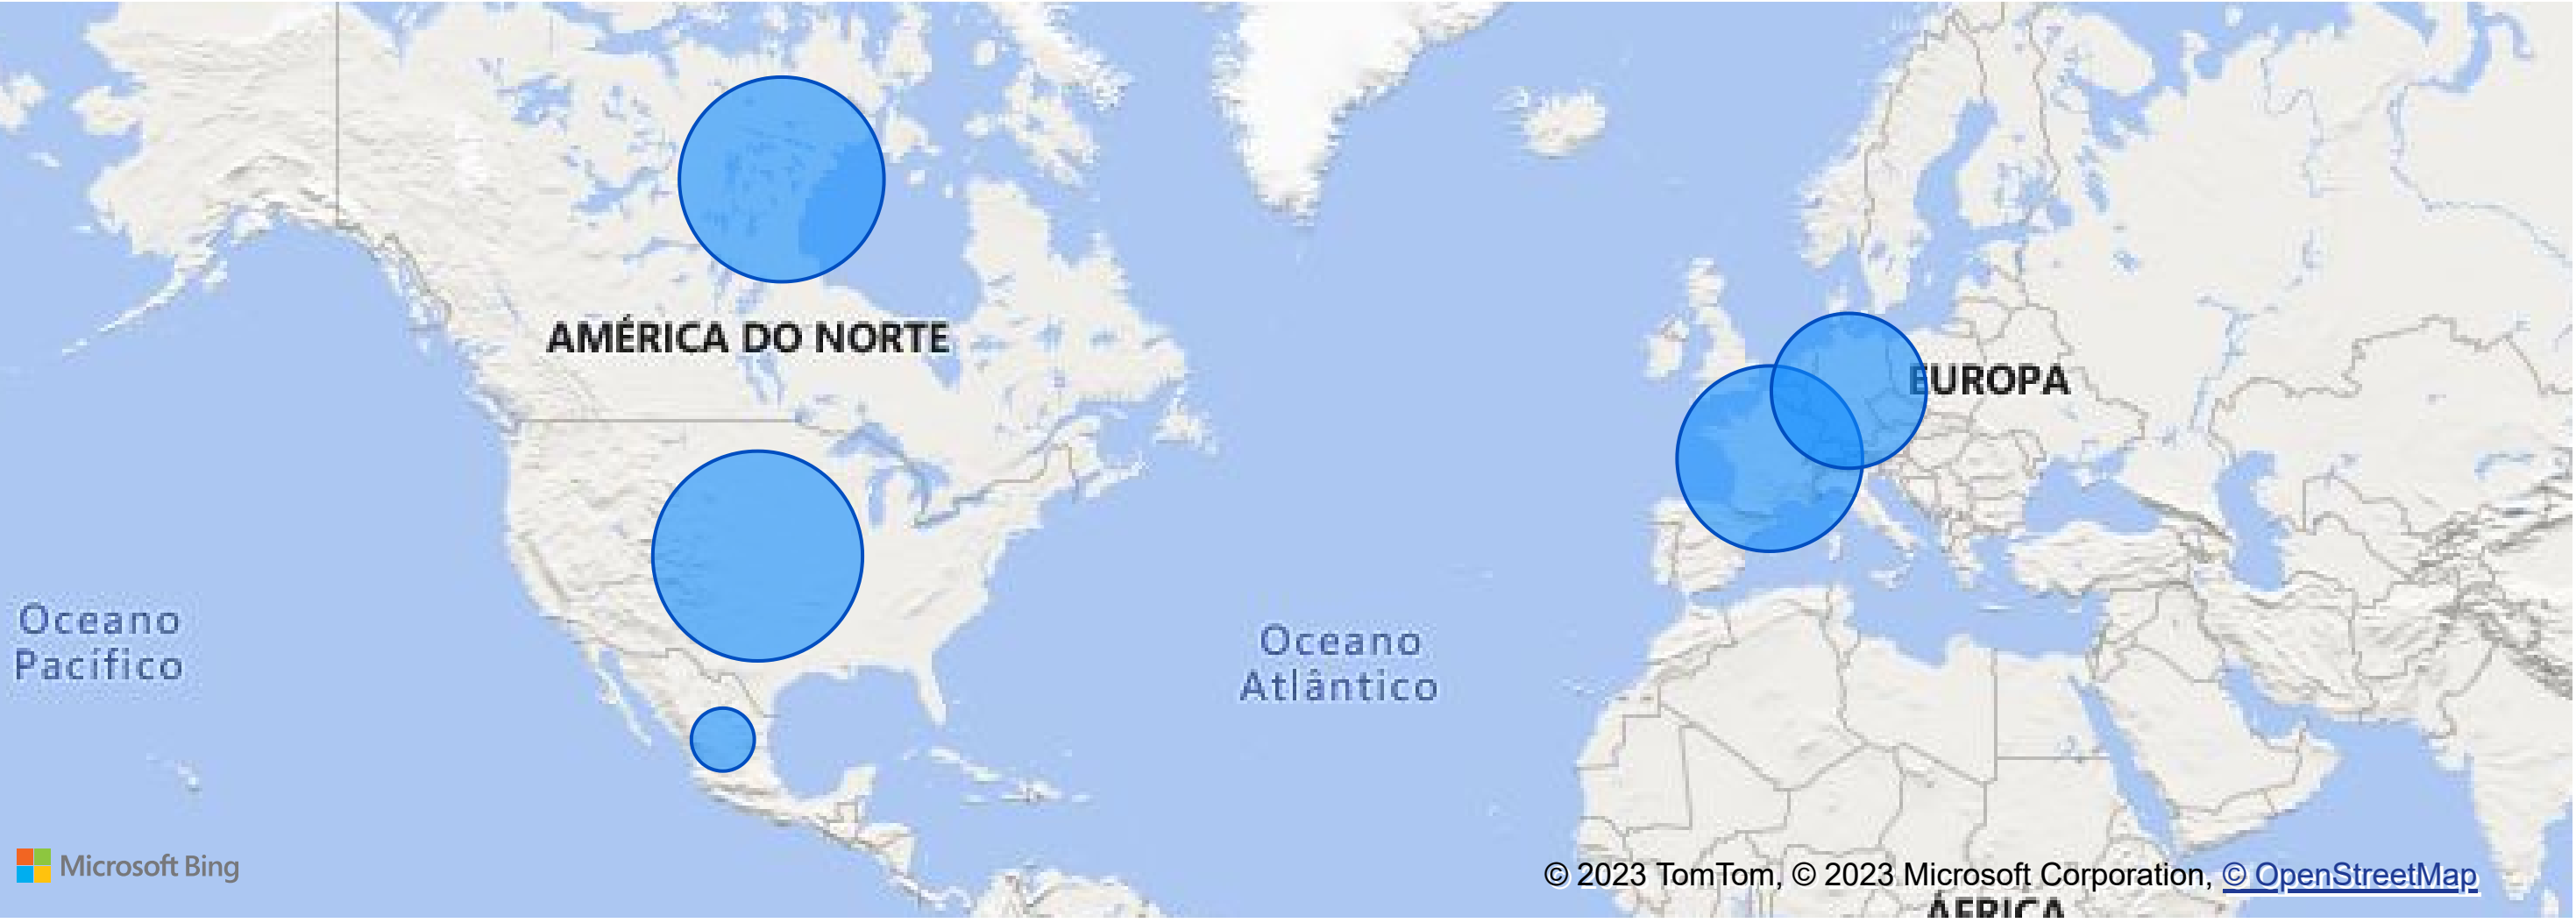 AMÉRICA DO NORTE
EUROPA
Oceano
Pacífico
Oceano
Atlântico
Microsoft Bing
© 2023 TomTom, © 2023 Microsoft Corporation, © OpenStreetMap
ÁFRICA